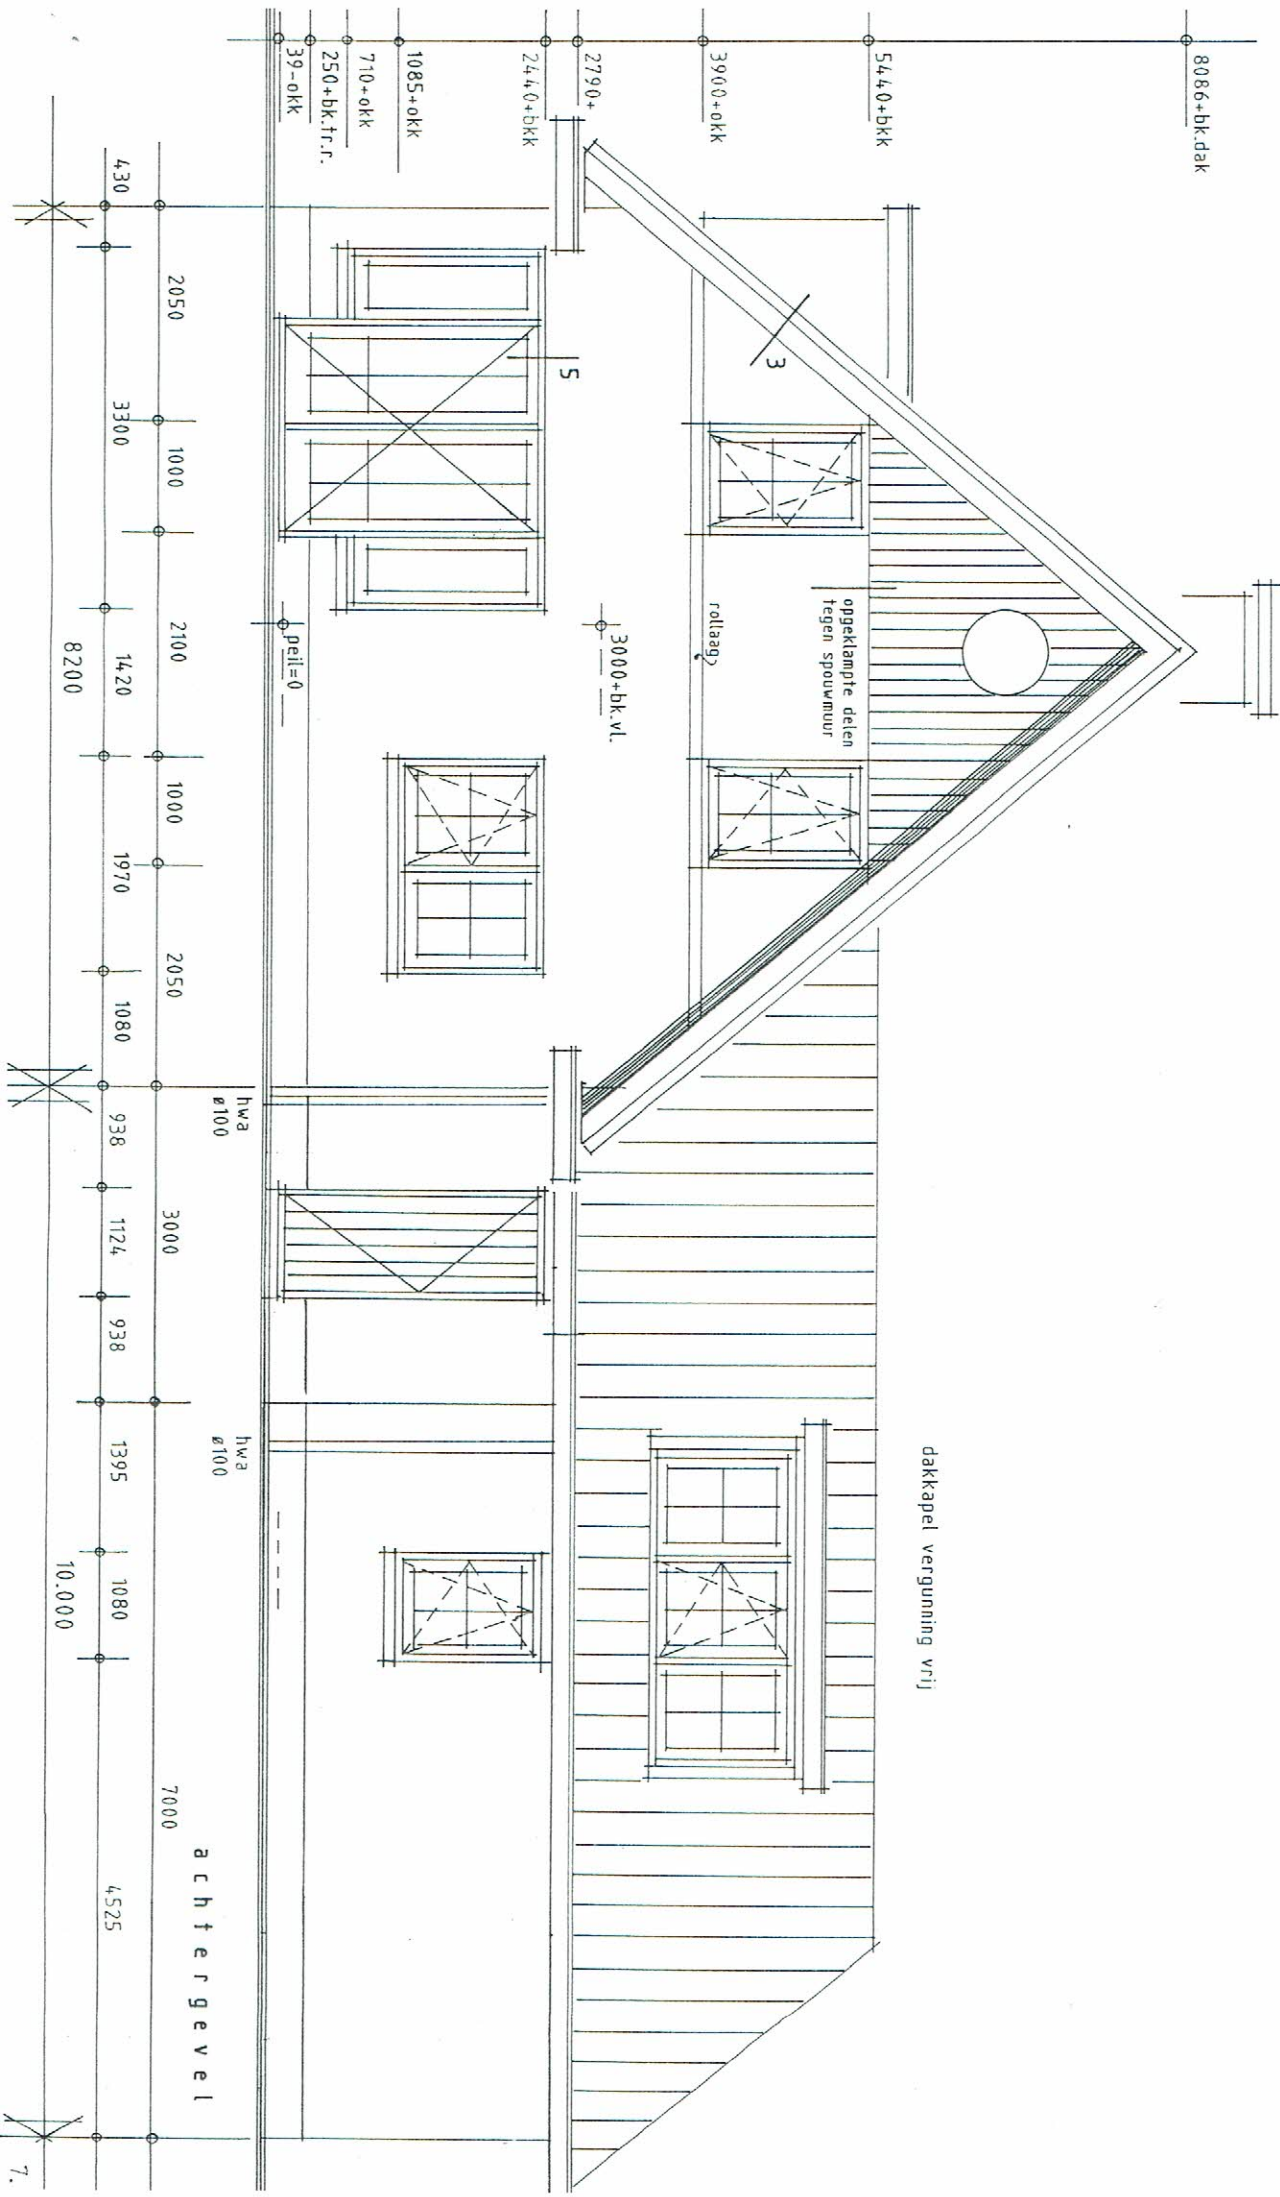 8086+bk.dak
5440+bkk
3900+okk
2790+
2440+bkk
1085+okk
710+okk
250+bk.tr.r.
39-okk
dakkapel vergunning vrij
opgeklampte delen
tegen spouwmuur
rollaag
3
5
3000+bk.vl.
peil=0
hwa
ø100
hwa
ø100
achtergevel
2050
1000
2100
1000
2050
3000
7000
430
3300
1420
1970
1080
938
1124
938
1395
1080
4525
8200
10.000
7.